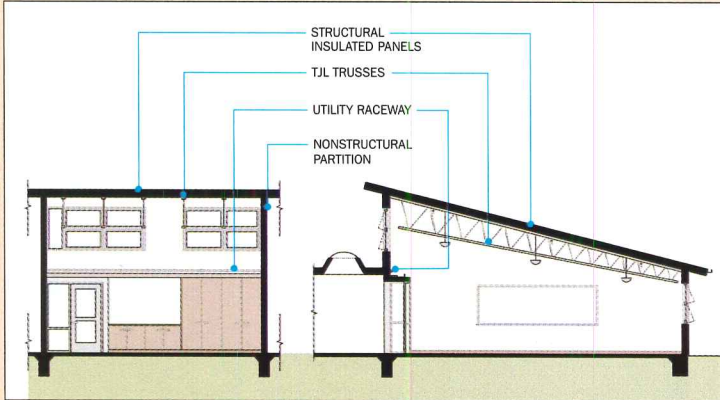 STRUCTURAL
INSULATED PANELS
TJL TRUSSES
UTILITY RACEWAY
NONSTRUCTURAL
PARTITION